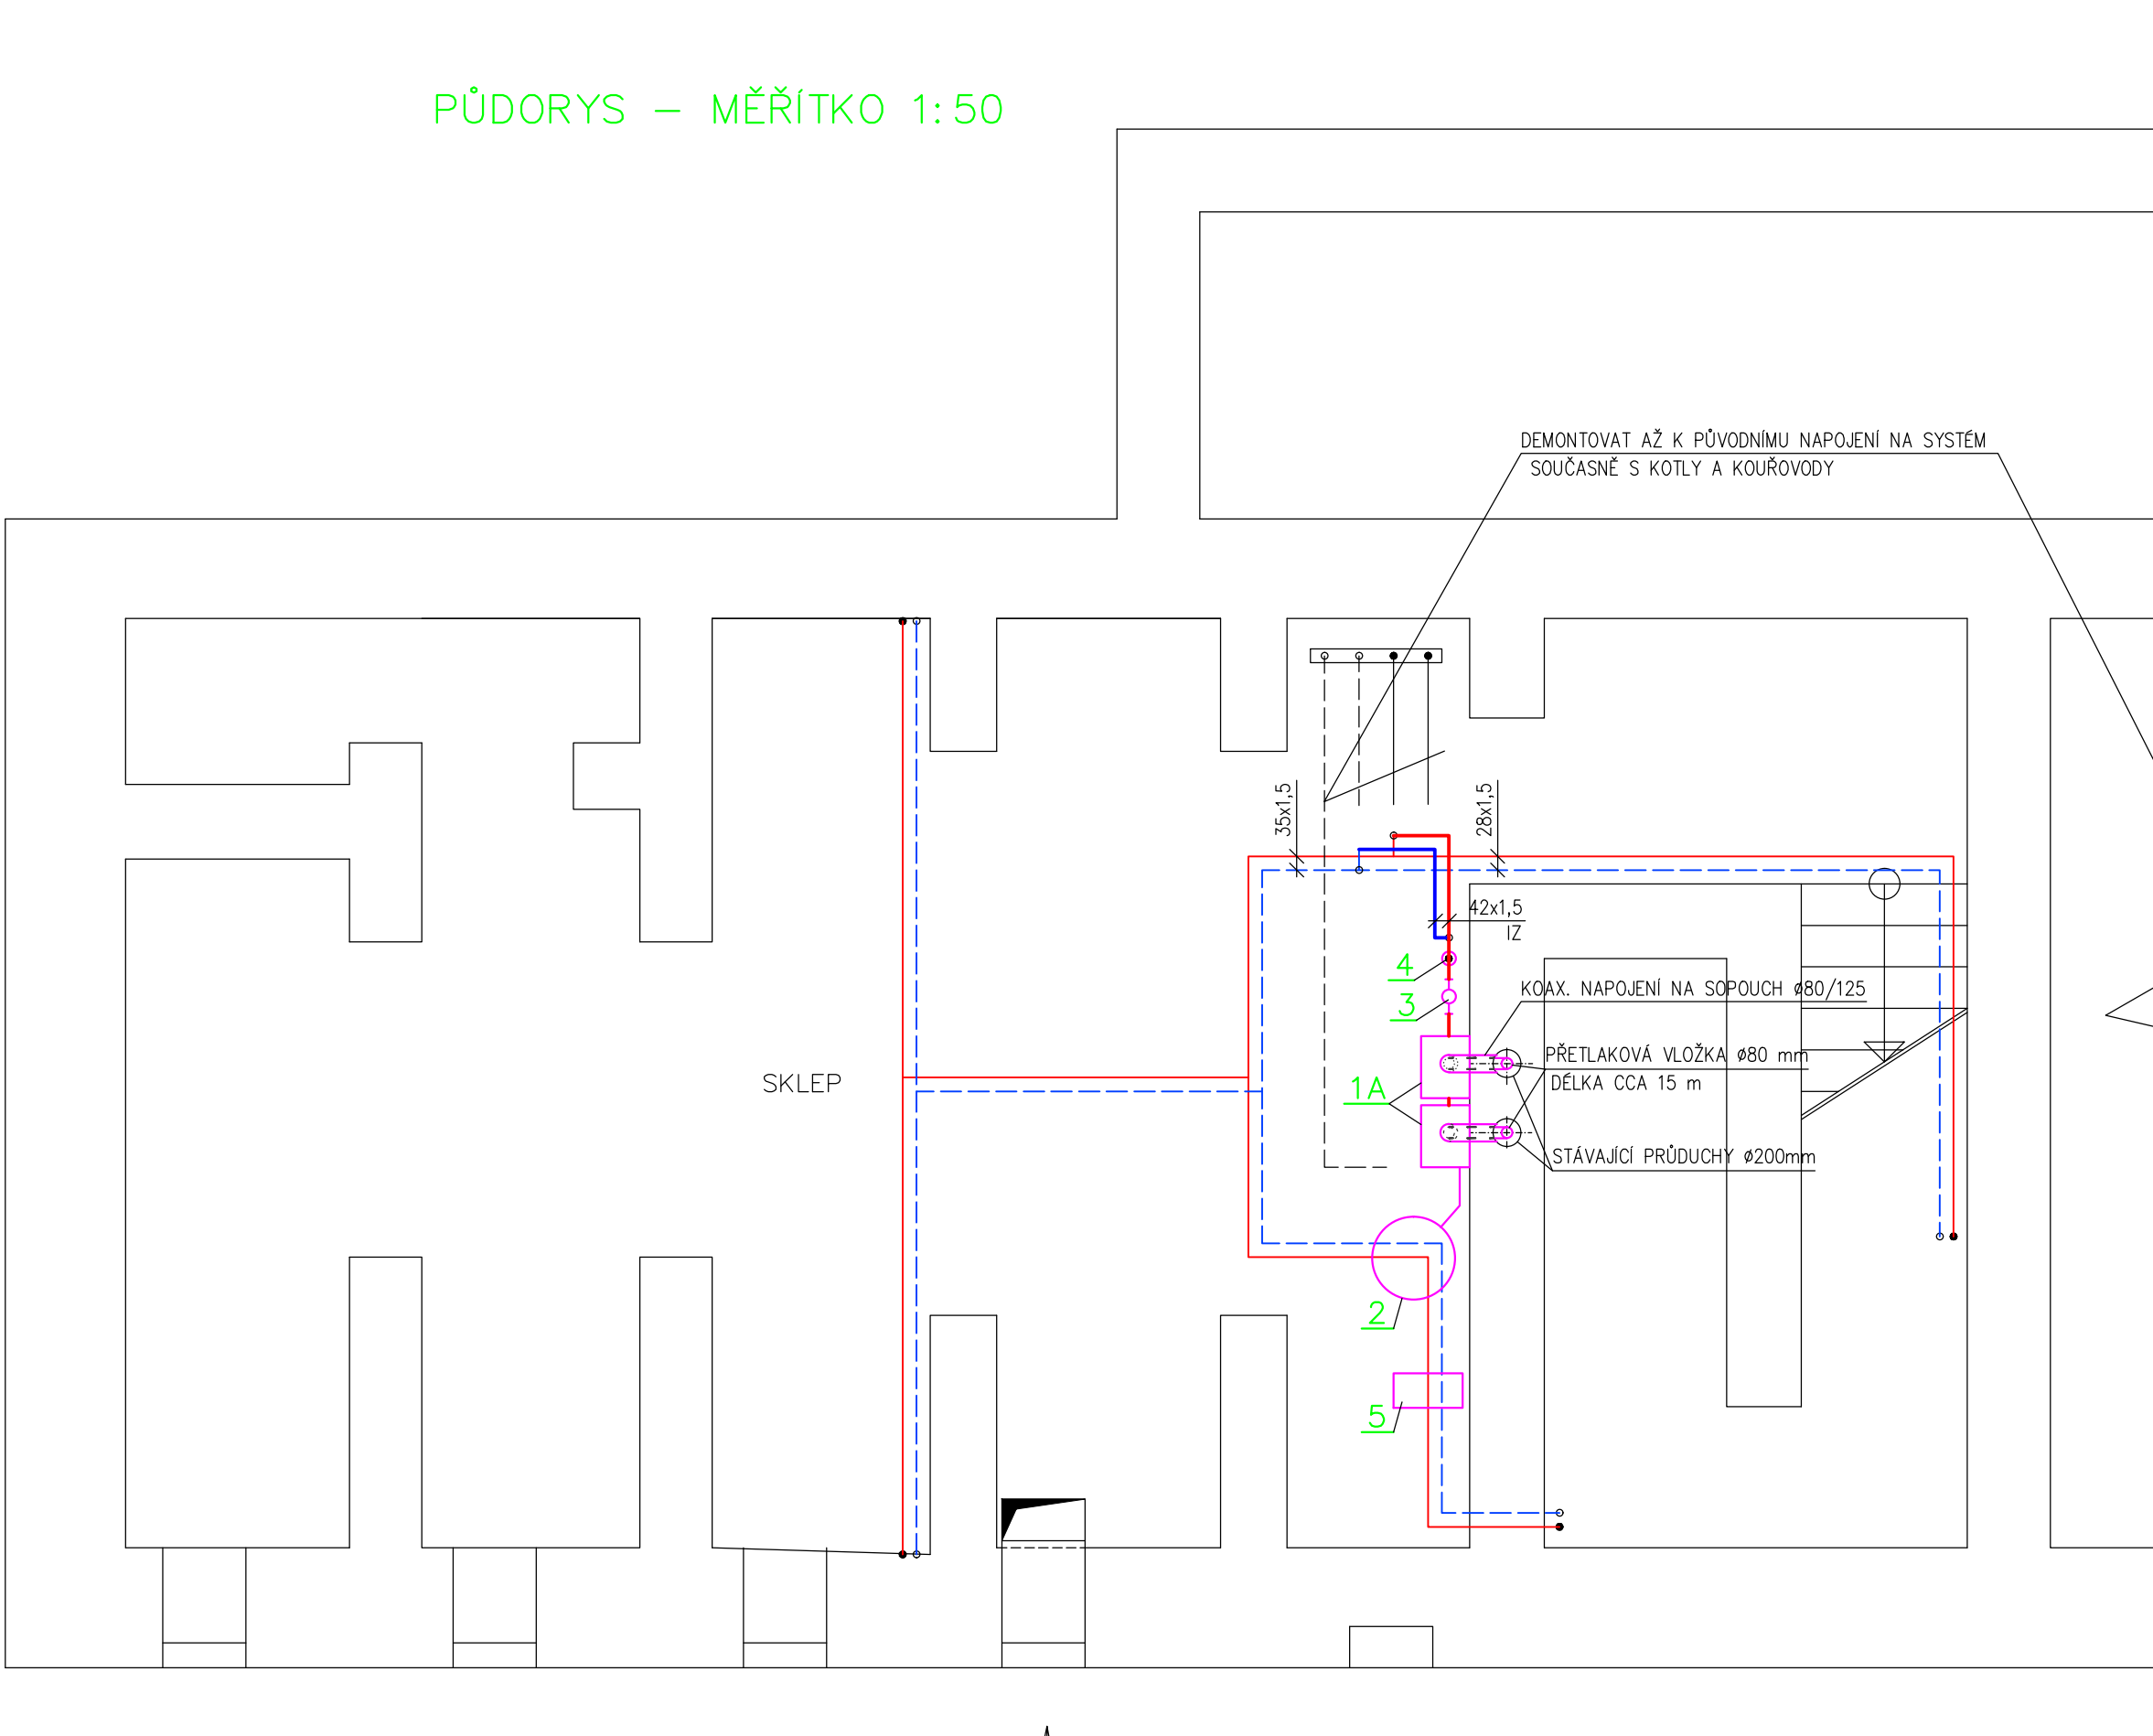 PŮDORYS – MĚŘÍTKO 1:50
DEMONTOVAT AŽ K PŮVODNÍMU NAPOJENÍ NA SYSTÉM
SOUČASNĚ S KOTLY A KOUŘOVODY
35x1,5
28x1,5
42x1,5
IZ
4
KOAX. NAPOJENÍ NA SOPOUCH ø80/125
3
PŘETLAKOVÁ VLOŽKA ø80 mm
DÉLKA CCA 15 m
SKLEP
1A
STÁVAJÍCÍ PRŮDUCHY ø200mm
2
5